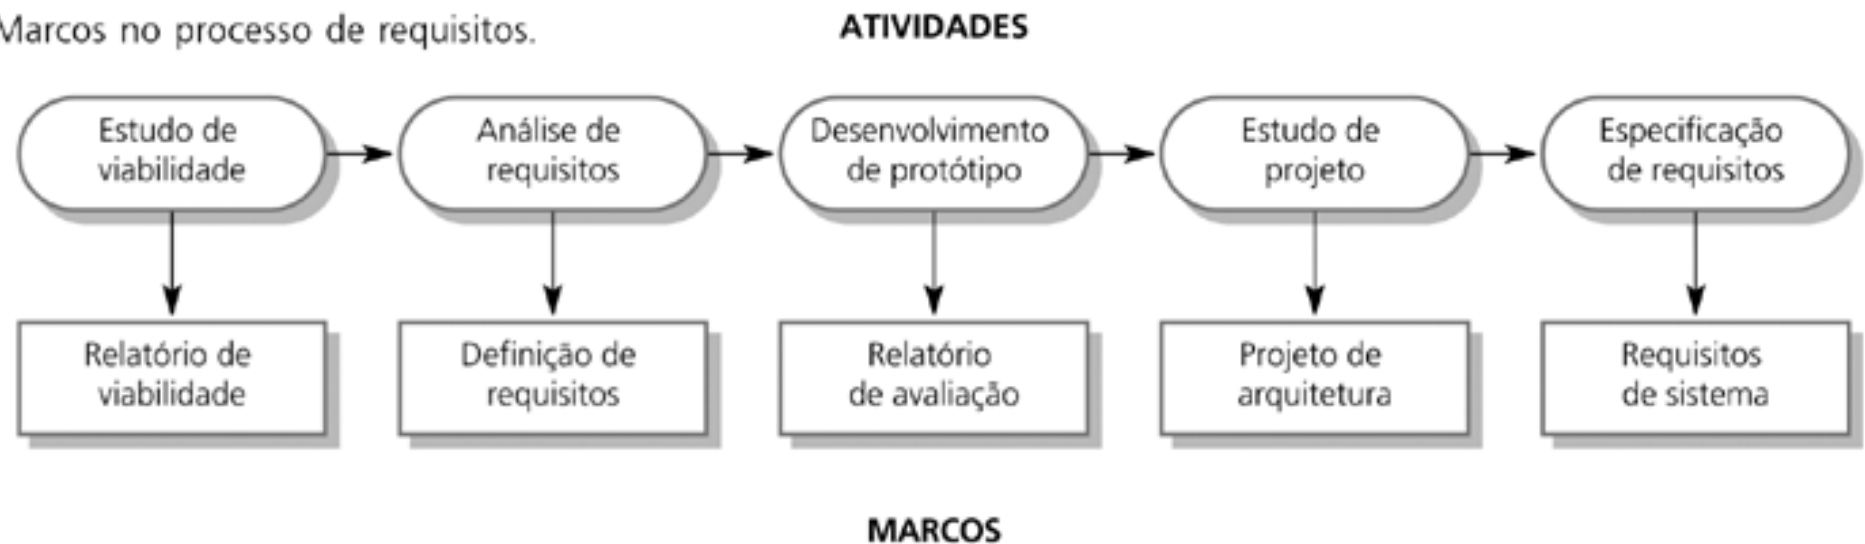 Marcos no processo de requisitos.
ATIVIDADES
Estudo de
viabilidade
Análise de
requisitos
Desenvolvimento
de protótipo
Estudo de
projeto
Especificação
de requisitos
Relatório de
viabilidade
Definição de
requisitos
Relatório
de avaliação
Projeto de
arquitetura
Requisitos
de sistema
MARCOS